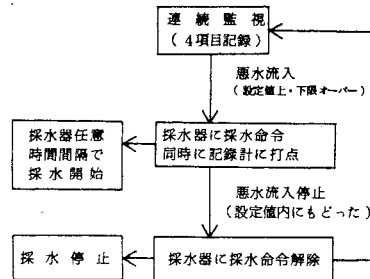 連続監視
(4項目記録)
悪水流入
(設定値上・下限オーバー)
採水器任意
時間間隔で
採水開始
採水器に採水命令
同時に記録計に打点
悪水流入停止
(設定値内にもどった)
採水停止
採水器に採水命令解除